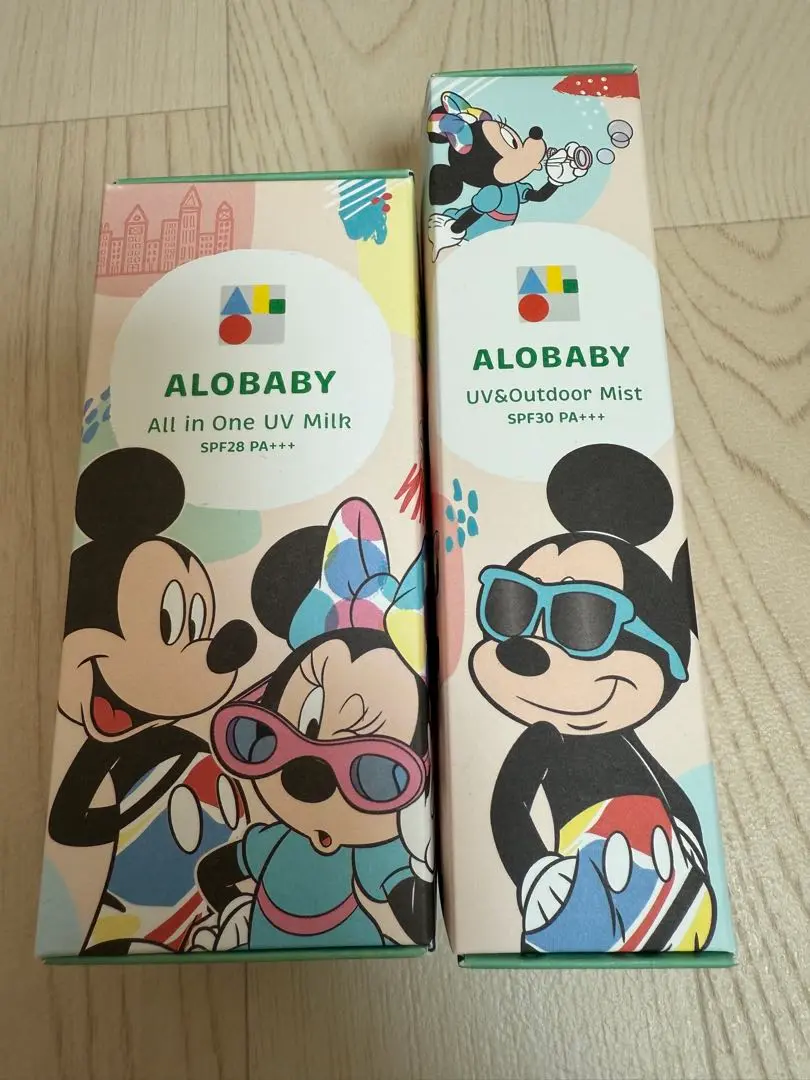 ALOBABY
All in One UV Milk
SPF28 PA+++
ALOBABY
UV&Outdoor Mist
SPF30 PA+++